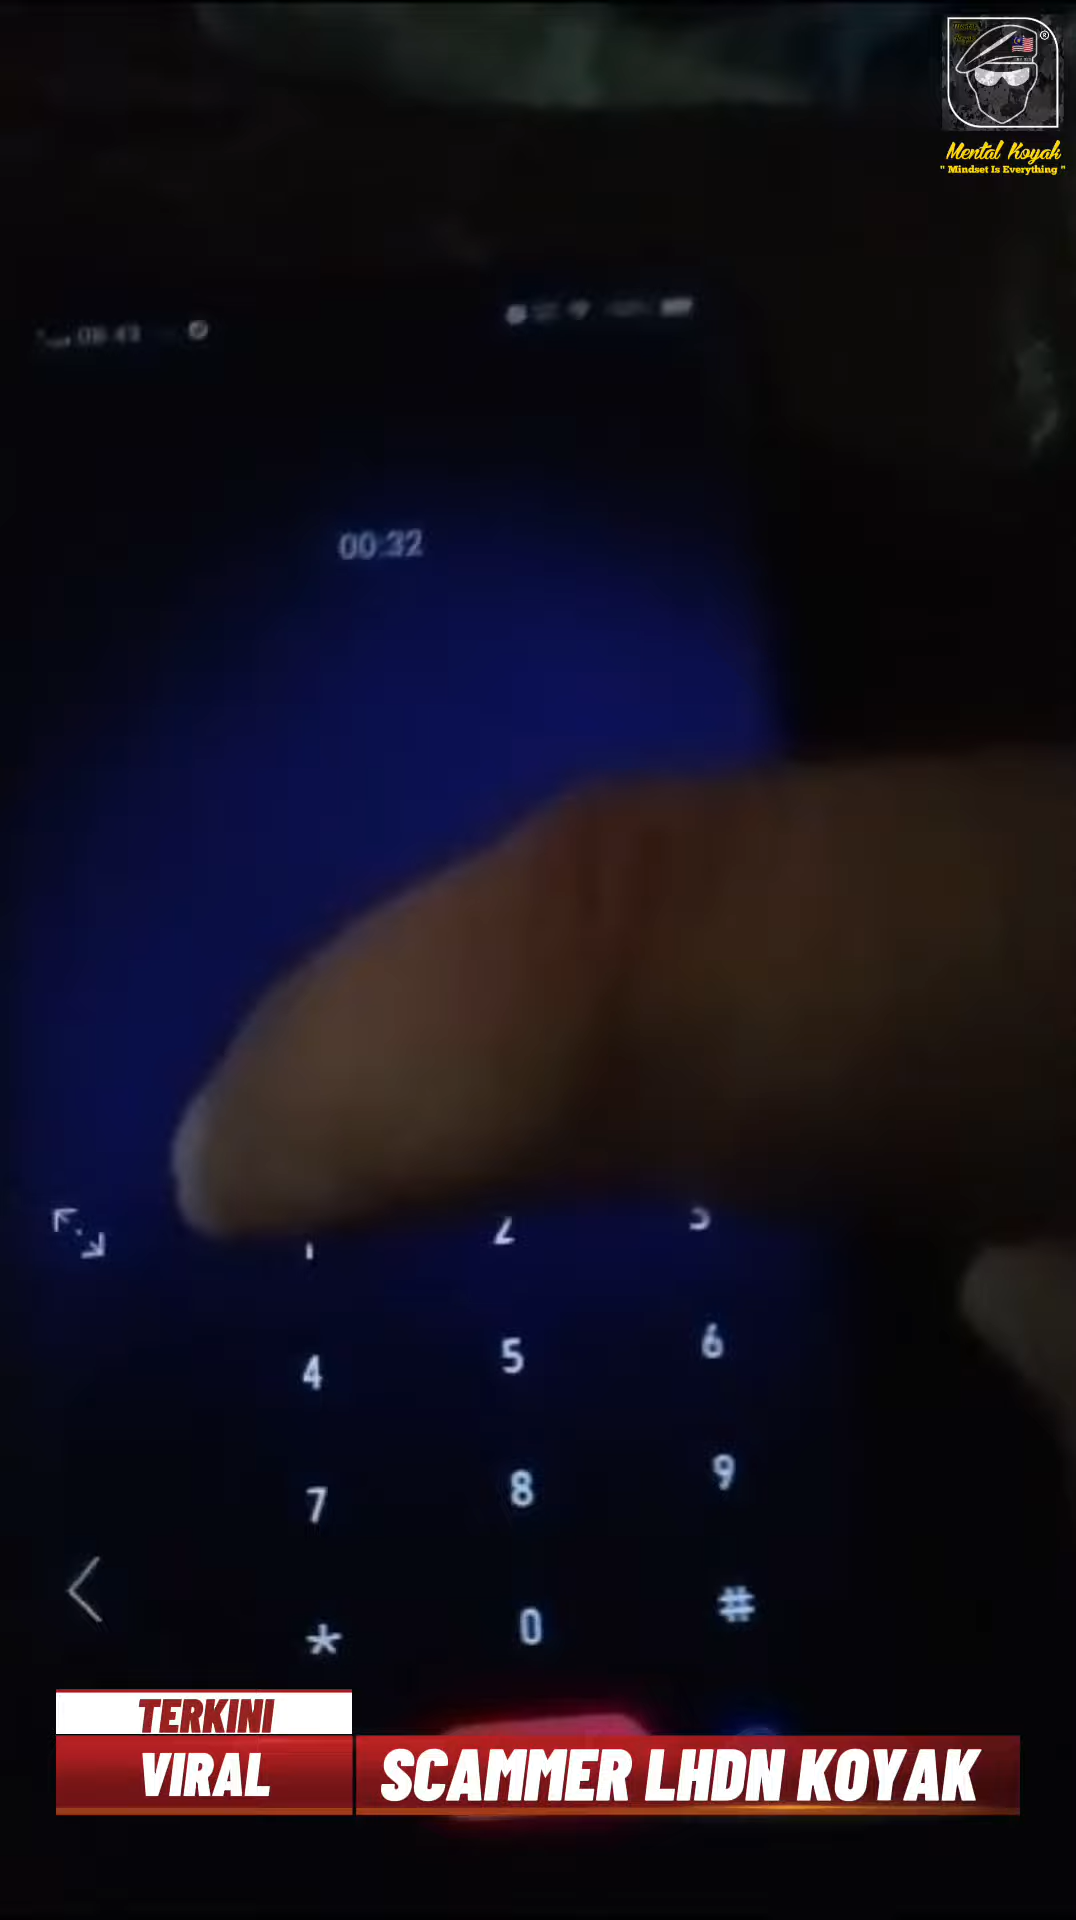 Mental Koyak
" Mindset Is Everything "
00:32
4 5 6
7 8 9
* 0 #
TERKINI
VIRAL
SCAMMER LHDN KOYAK